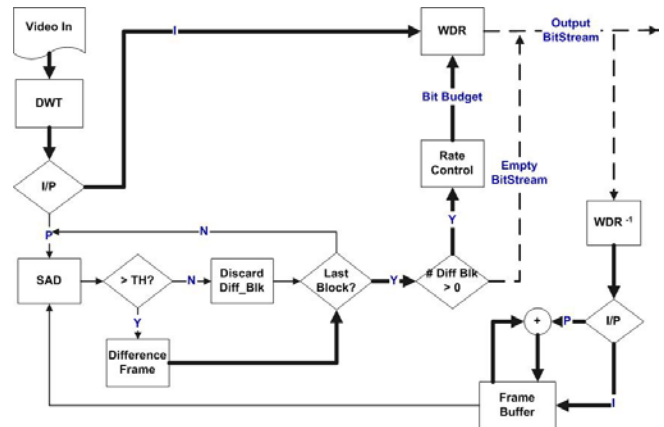 Video In
I
WDR
Output
BitStream
DWT
Bit Budget
Rate
Control
Empty
BitStream
I/P
WDR -1
P
N
Y
SAD
> TH?
N
Discard
Diff_Blk
Last
Block?
Y
# Diff Blk
> 0
Y
Difference
Frame
+
P
I/P
Frame
Buffer
I